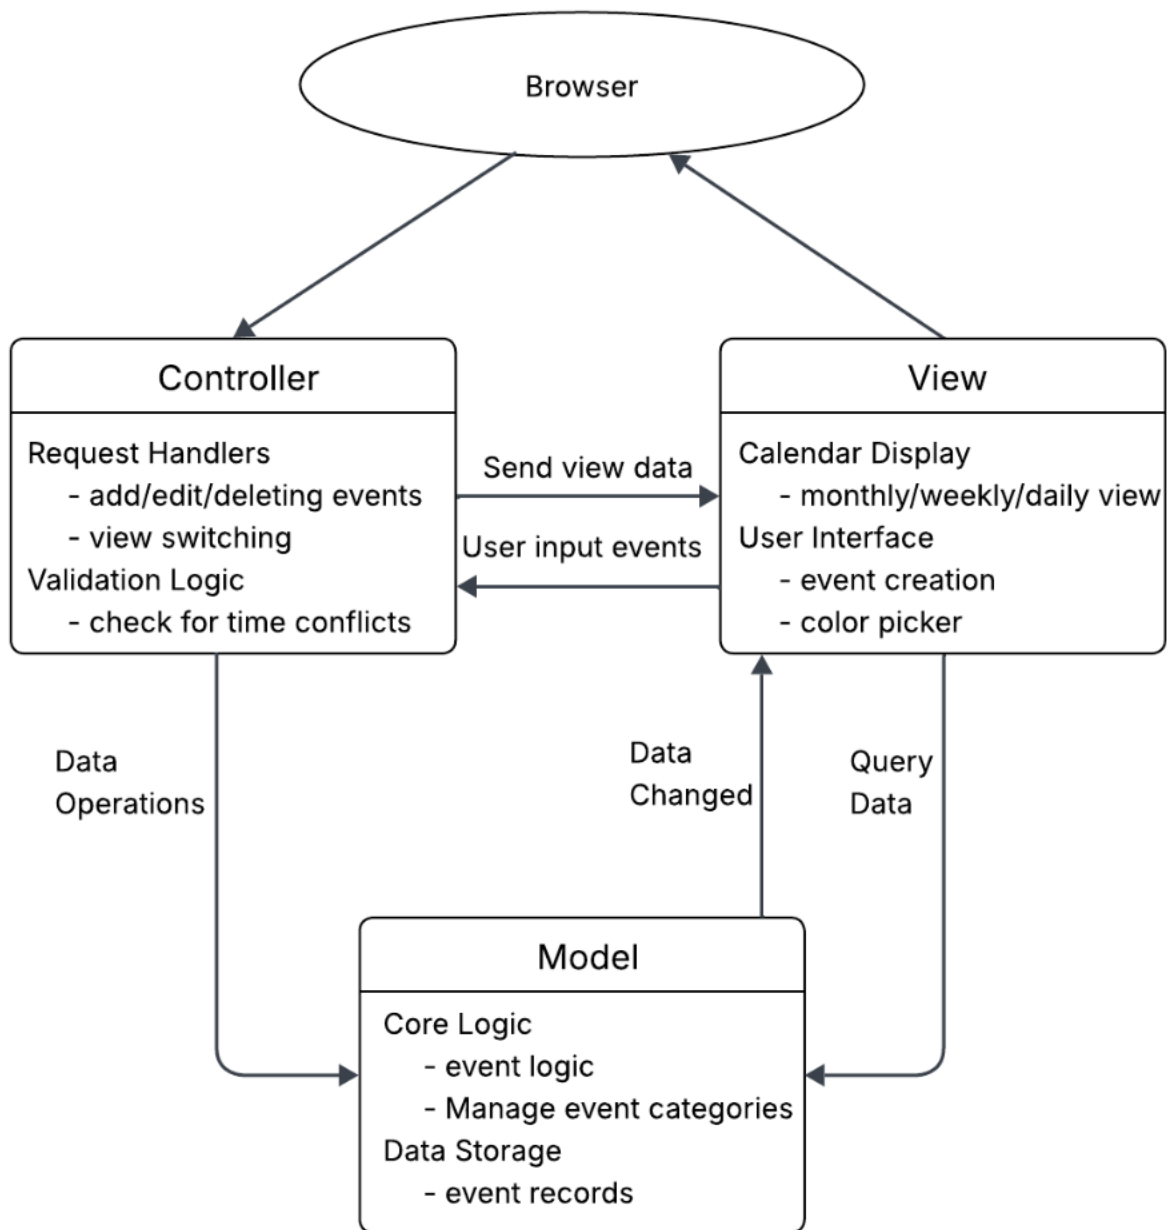 Browser
Controller
Request Handlers
- add/edit/deleting events
- view switching
Validation Logic
- check for time conflicts
Send view data
User input events
View
Calendar Display
- monthly/weekly/daily view
User Interface
- event creation
- color picker
Data
Operations
Data
Changed
Query
Data
Model
Core Logic
- event logic
- Manage event categories
Data Storage
- event records